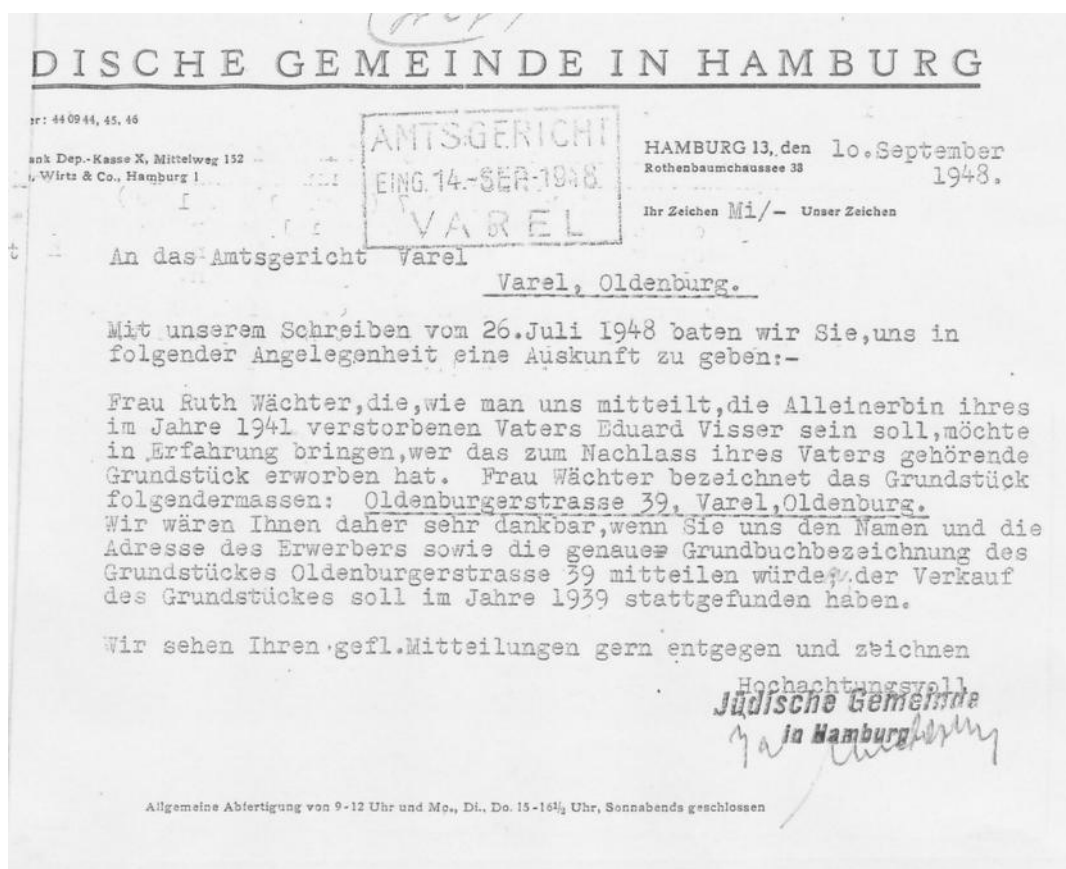 DISCHE GEMEINDE IN HAMBURG
er: 44 09 44, 45, 46
ank Dep.-Kasse X, Mittelweg 152
, Wirtz & Co., Hamburg 1
AMTSGERICHT
EING. 14.-SEP.1948
VAREL
HAMBURG 13, den 1o.September
Rothenbaumchaussee 38
1948.
Ihr Zeichen Mi/- Unser Zeichen
t
An das Amtsgericht Varel
Varel, Oldenburg.
Mit unserem Schreiben vom 26.Juli 1948 baten wir Sie,uns in
folgender Angelegenheit eine Auskunft zu geben:-
Frau Ruth Wächter,die,wie man uns mitteilt,die Alleinerbin ihres
im Jahre 1941 verstorbenen Vaters Eduard Visser sein soll,möchte
in Erfahrung bringen,wer das zum Nachlass ihres Vaters gehörende
Grundstück erworben hat. Frau Wächter bezeichnet das Grundstück
folgendermassen: Oldenburgerstrasse 39, Varel,Oldenburg.
Wir wären Ihnen daher sehr dankbar,wenn Sie uns den Namen und die
Adresse des Erwerbers sowie die genaue Grundbuchbezeichnung des
Grundstückes Oldenburgerstrasse 39 mitteilen würden.der Verkauf
des Grundstückes soll im Jahre 1939 stattgefunden haben.
Wir sehen Ihren gefl.Mitteilungen gern entgegen und zeichnen
Hochachtungsvoll
Jüdische Gemeinde
in Hamburg
Allgemeine Abfertigung von 9-12 Uhr und Mo., Di., Do. 15-16½ Uhr, Sonnabends geschlossen